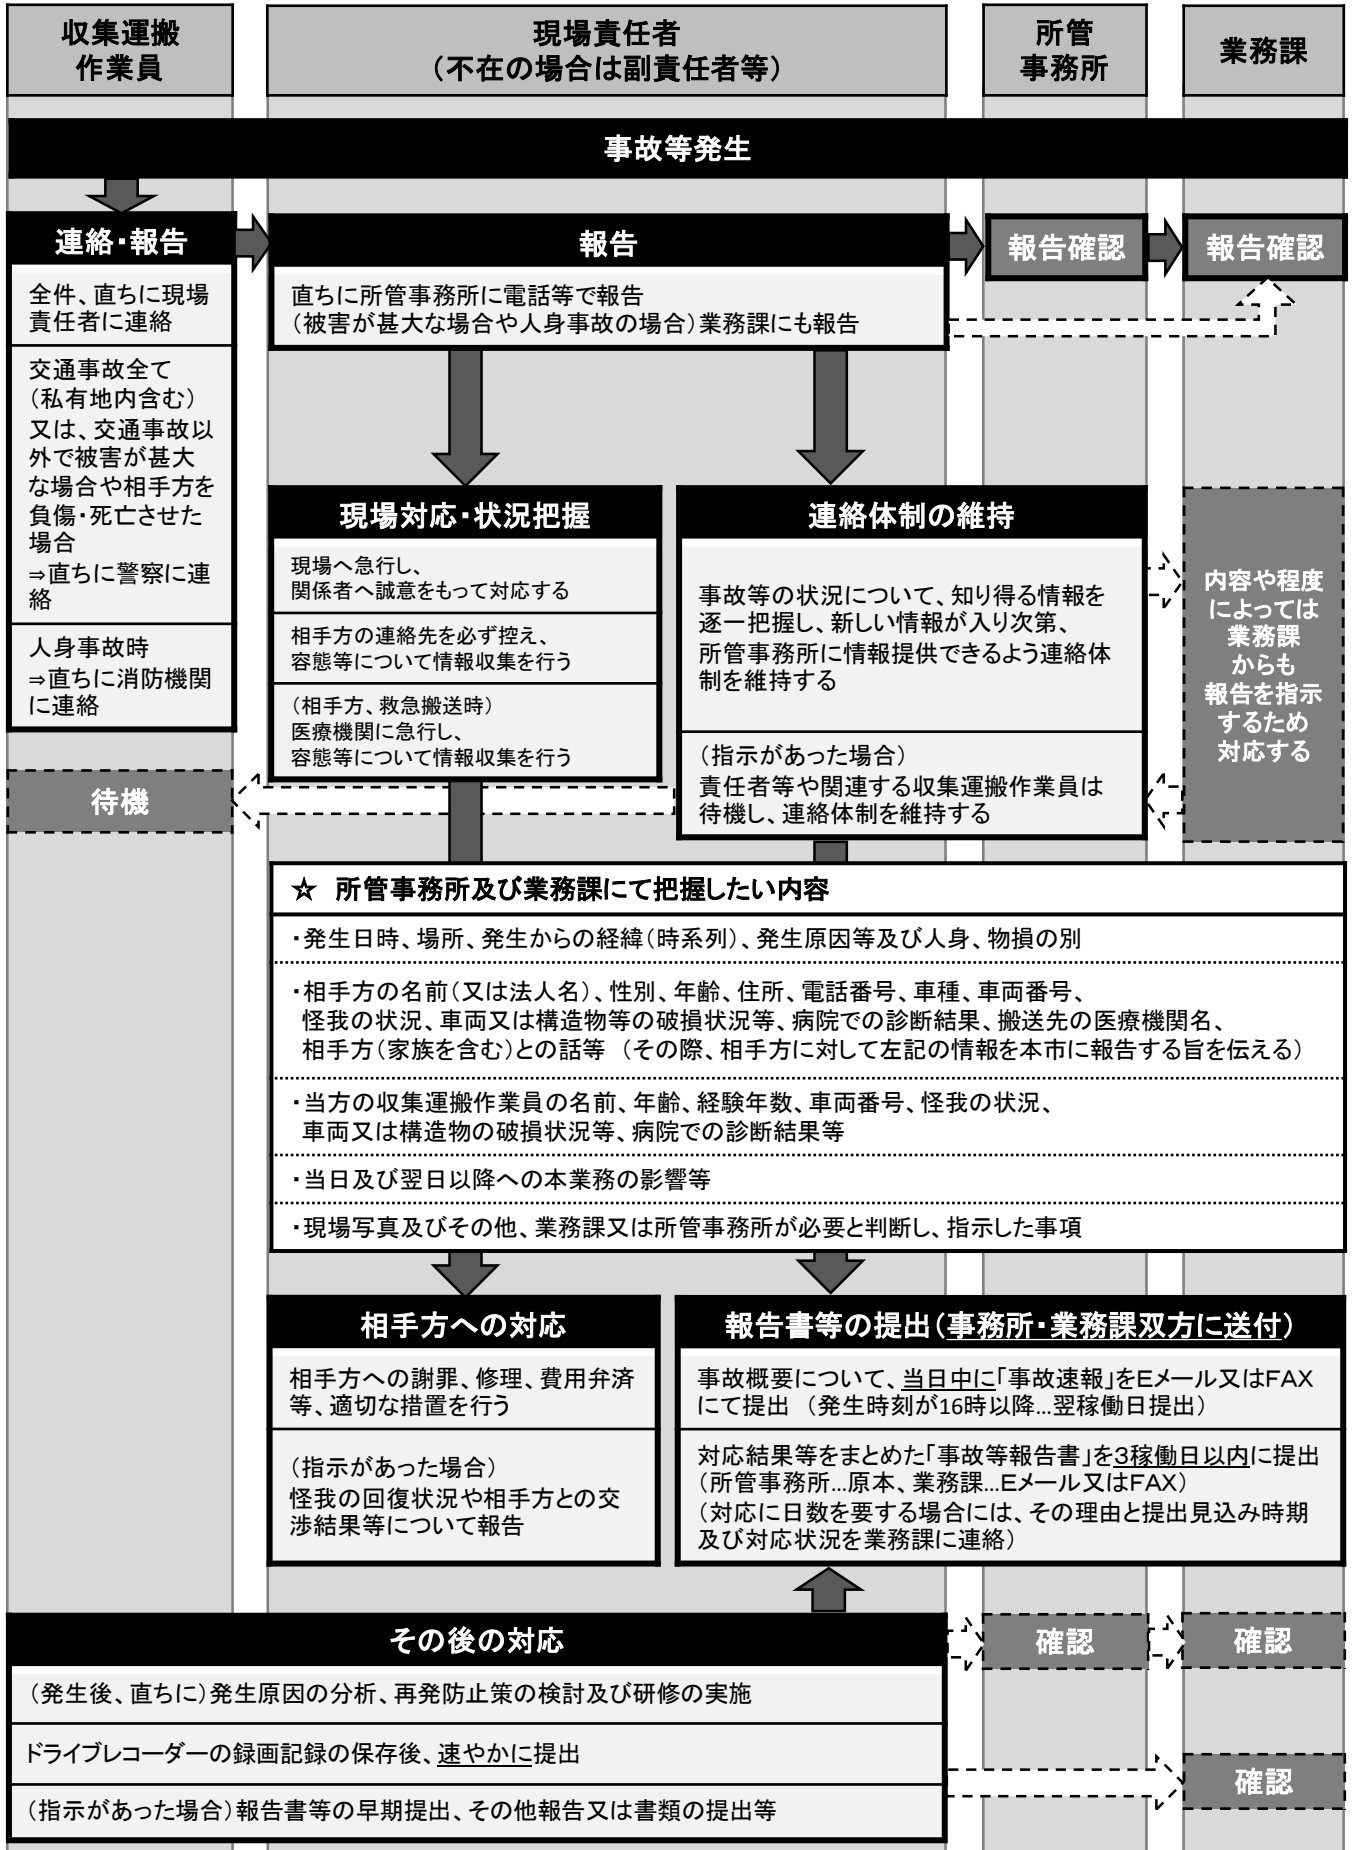 収集運搬
作業員
現場責任者
（不在の場合は副責任者等）
所管
事務所
業務課
事故等発生
連絡・報告
全件、直ちに現場
責任者に連絡
交通事故全て
（私有地内含む）
又は、交通事故以
外で被害が甚大
な場合や相手方を
負傷・死亡させた
場合
⇒直ちに警察に連
絡
人身事故時
⇒直ちに消防機関
に連絡
報告
直ちに所管事務所に電話等で報告
（被害が甚大な場合や人身事故の場合）業務課にも報告
報告確認
報告確認
現場対応・状況把握
現場へ急行し、
関係者へ誠意をもって対応する
相手方の連絡先を必ず控え、
容態等について情報収集を行う
（相手方、救急搬送時）
医療機関に急行し、
容態等について情報収集を行う
連絡体制の維持
事故等の状況について、知り得る情報を
逐一把握し、新しい情報が入り次第、
所管事務所に情報提供できるよう連絡体
制を維持する
（指示があった場合）
責任者等や関連する収集運搬作業員は
待機し、連絡体制を維持する
内容や程度
によっては
業務課
からも
報告を指示
するため
対応する
待機
☆ 所管事務所及び業務課にて把握したい内容
・発生日時、場所、発生からの経緯（時系列）、発生原因等及び人身、物損の別
・相手方の名前（又は法人名）、性別、年齢、住所、電話番号、車種、車両番号、
怪我の状況、車両又は構造物等の破損状況等、病院での診断結果、搬送先の医療機関名、
相手方（家族を含む）との話等 （その際、相手方に対して左記の情報を本市に報告する旨を伝える）
・当方の収集運搬作業員の名前、年齢、経験年数、車両番号、怪我の状況、
車両又は構造物の破損状況等、病院での診断結果等
・当日及び翌日以降への本業務の影響等
・現場写真及びその他、業務課又は所管事務所が必要と判断し、指示した事項
相手方への対応
相手方への謝罪、修理、費用弁済
等、適切な措置を行う
（指示があった場合）
怪我の回復状況や相手方との交
渉結果等について報告
報告書等の提出（事務所・業務課双方に送付）
事故概要について、当日中に「事故速報」をEメール又はFAX
にて提出 （発生時刻が16時以降…翌稼働日提出）
対応結果等をまとめた「事故等報告書」を3稼働日以内に提出
（所管事務所…原本、業務課…Eメール又はFAX）
（対応に日数を要する場合には、その理由と提出見込み時期
及び対応状況を業務課に連絡）
その後の対応
（発生後、直ちに）発生原因の分析、再発防止策の検討及び研修の実施
ドライブレコーダーの録画記録の保存後、速やかに提出
（指示があった場合）報告書等の早期提出、その他報告又は書類の提出等
確認
確認
確認